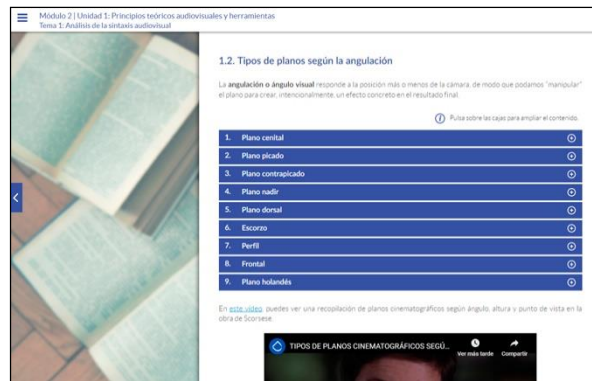 Módulo 2 | Unidad 1: Principios teóricos audiovisuales y herramientas
Tema 1: Análisis de la sintaxis audiovisual
1.2. Tipos de planos según la angulación
La angulación o ángulo visual responde a la posición más o menos de la cámara, de modo que podamos "manipular"
el plano para crear, intencionalmente, un efecto concreto en el resultado final.
Pulsa sobre las cajas para ampliar el contenido.
1. Plano cenital
2. Plano picado
3. Plano contrapicado
4. Plano nadir
5. Plano dorsal
6. Escorzo
7. Perfil
8. Frontal
9. Plano holandés
En este vídeo, puedes ver una recopilación de planos cinematográficos según ángulo, altura y punto de vista en la
obra de Scorsese.
TIPOS DE PLANOS CINEMATOGRÁFICOS SEGÚ...
Ver más tarde
Compartir